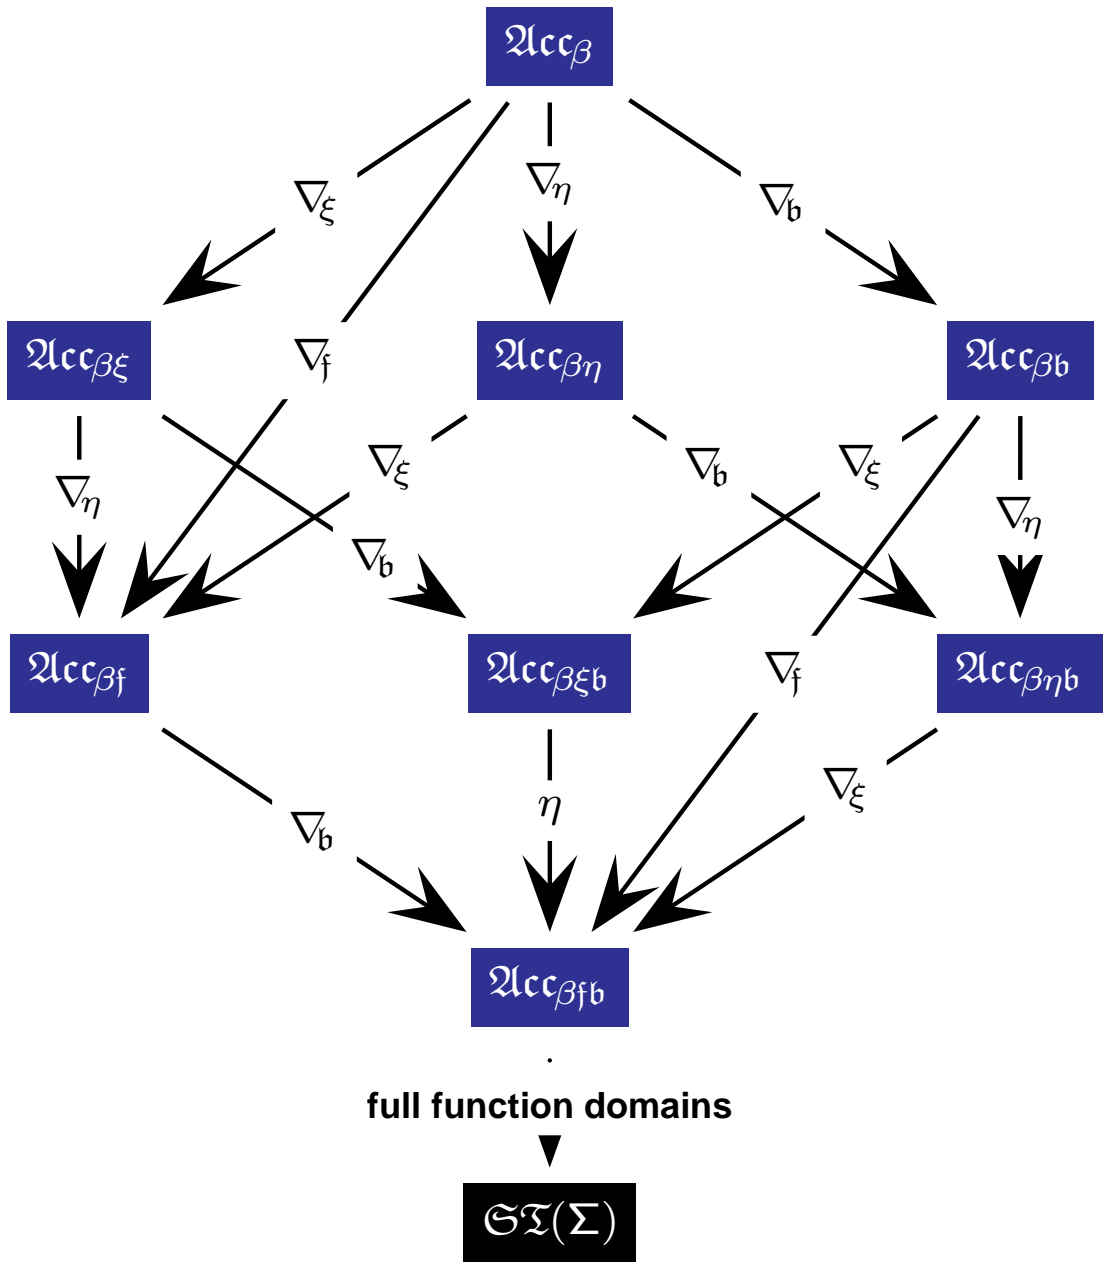 𝔄𝔠𝔠_β
∇_ξ
∇_η
∇_𝔟
𝔄𝔠𝔠_βξ
∇_𝔣
𝔄𝔠𝔠_βη
𝔄𝔠𝔠_β𝔟
∇_η
∇_𝔟
∇_ξ
∇_𝔟
∇_ξ
∇_η
𝔄𝔠𝔠_β𝔣
𝔄𝔠𝔠_βξ𝔟
∇_𝔣
𝔄𝔠𝔠_βη𝔟
∇_𝔟
η
∇_ξ
𝔄𝔠𝔠_β𝔣𝔟
full function domains
𝔖𝔗(Σ)